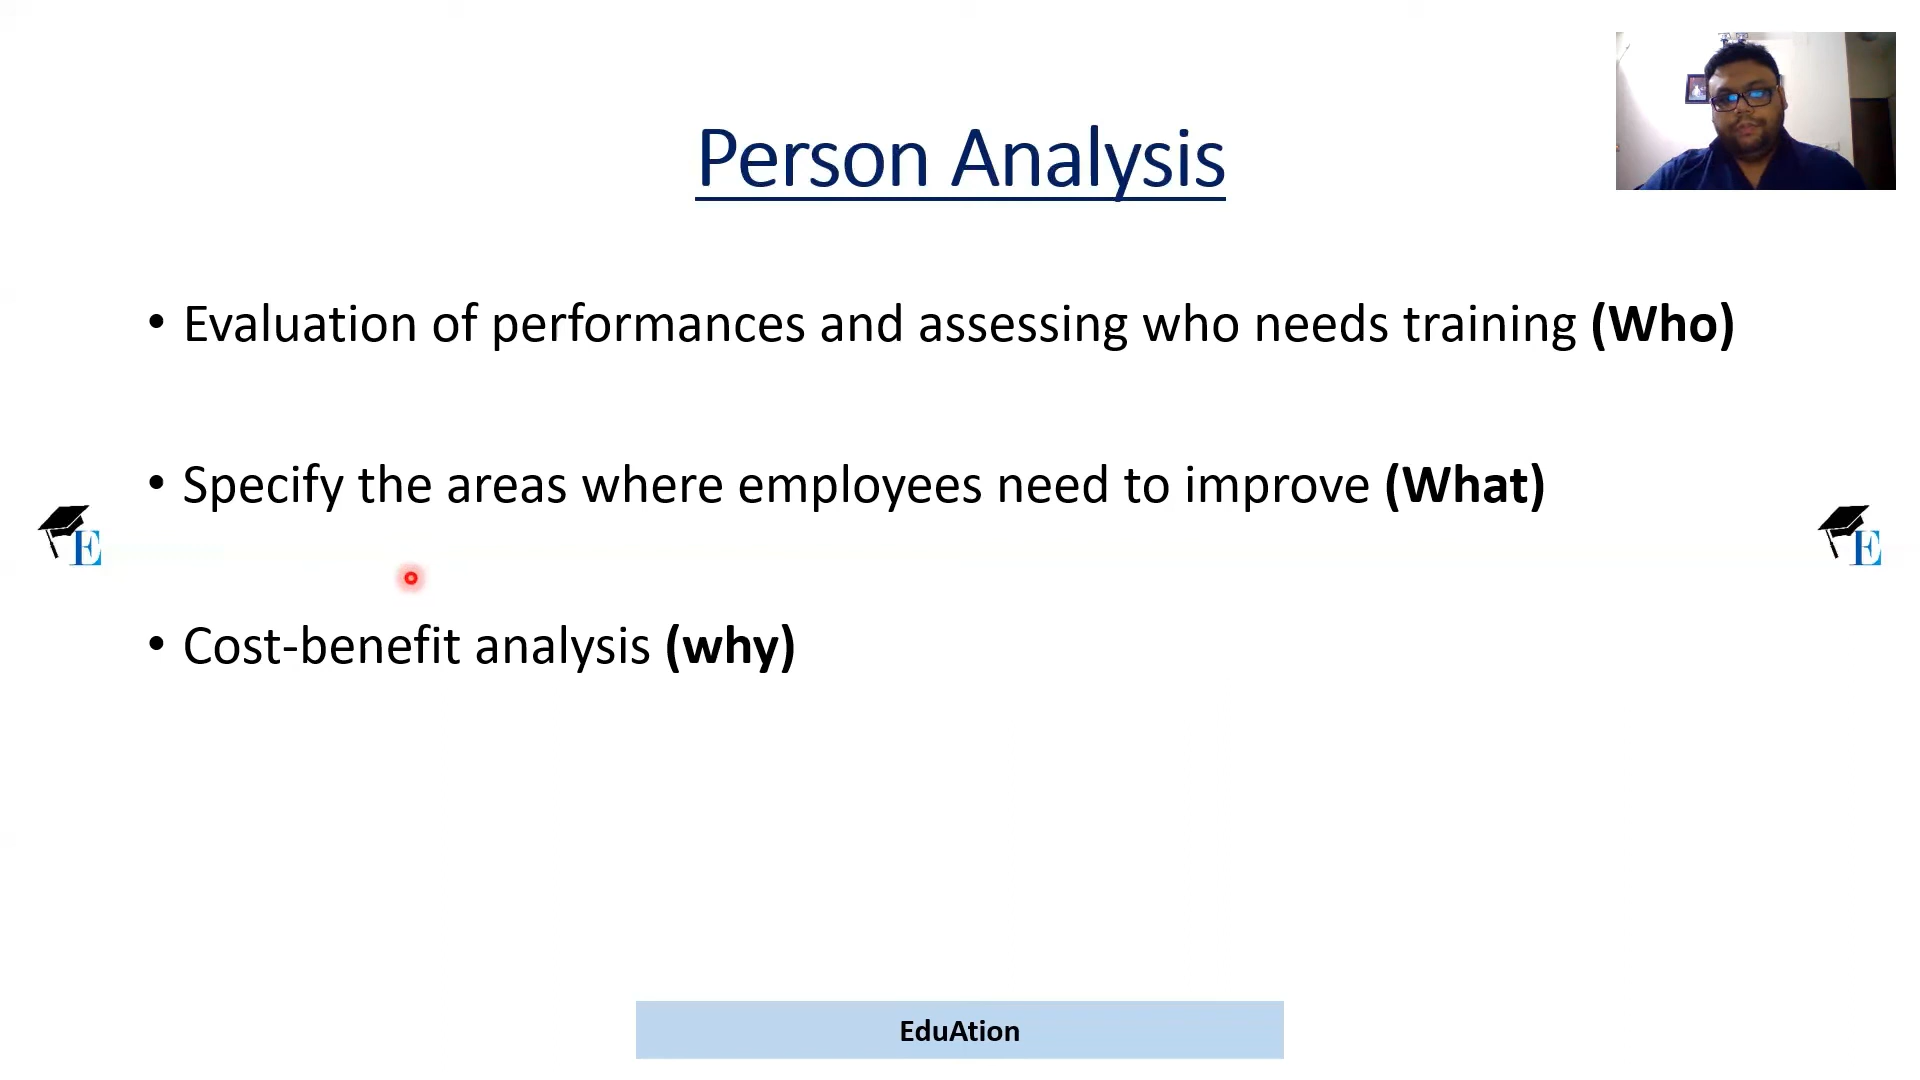 Person Analysis
• Evaluation of performances and assessing who needs training (Who)
• Specify the areas where employees need to improve (What)
E
E
• Cost-benefit analysis (why)
EduAtion